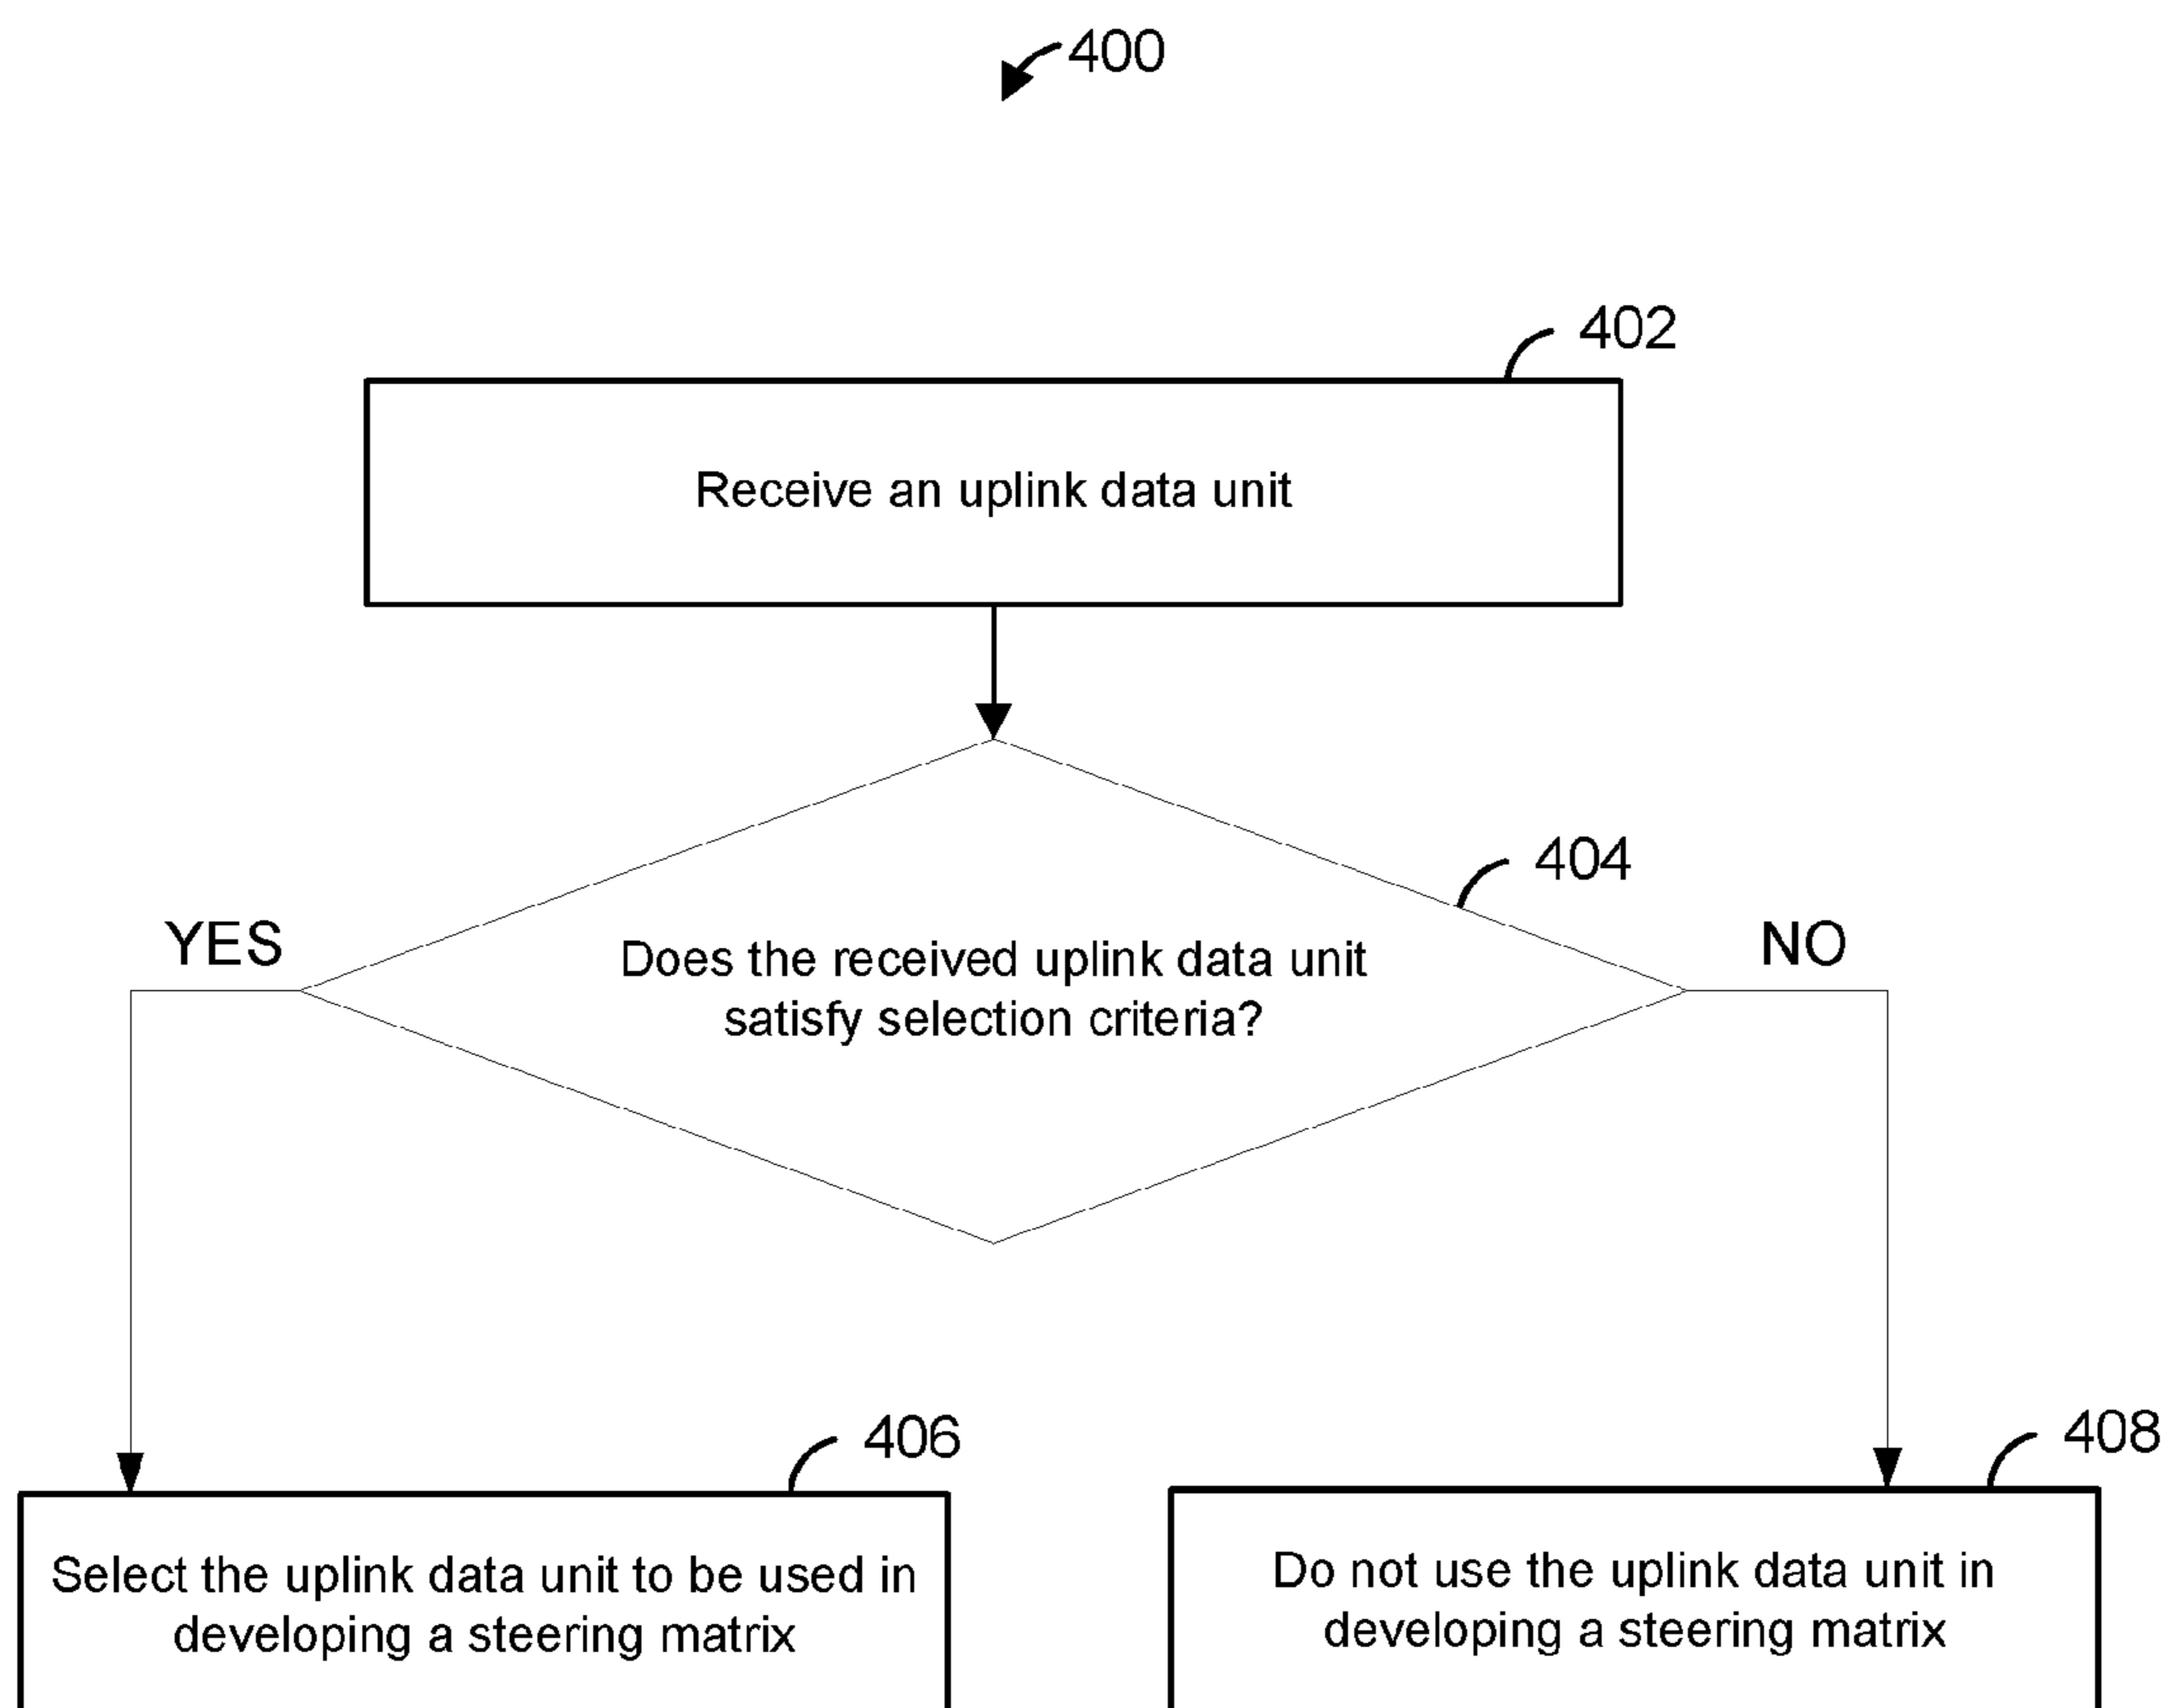 400
402
Receive an uplink data unit
404
YES
NO
Does the received uplink data unit
satisfy selection criteria?
406
408
Select the uplink data unit to be used in
developing a steering matrix
Do not use the uplink data unit in
developing a steering matrix